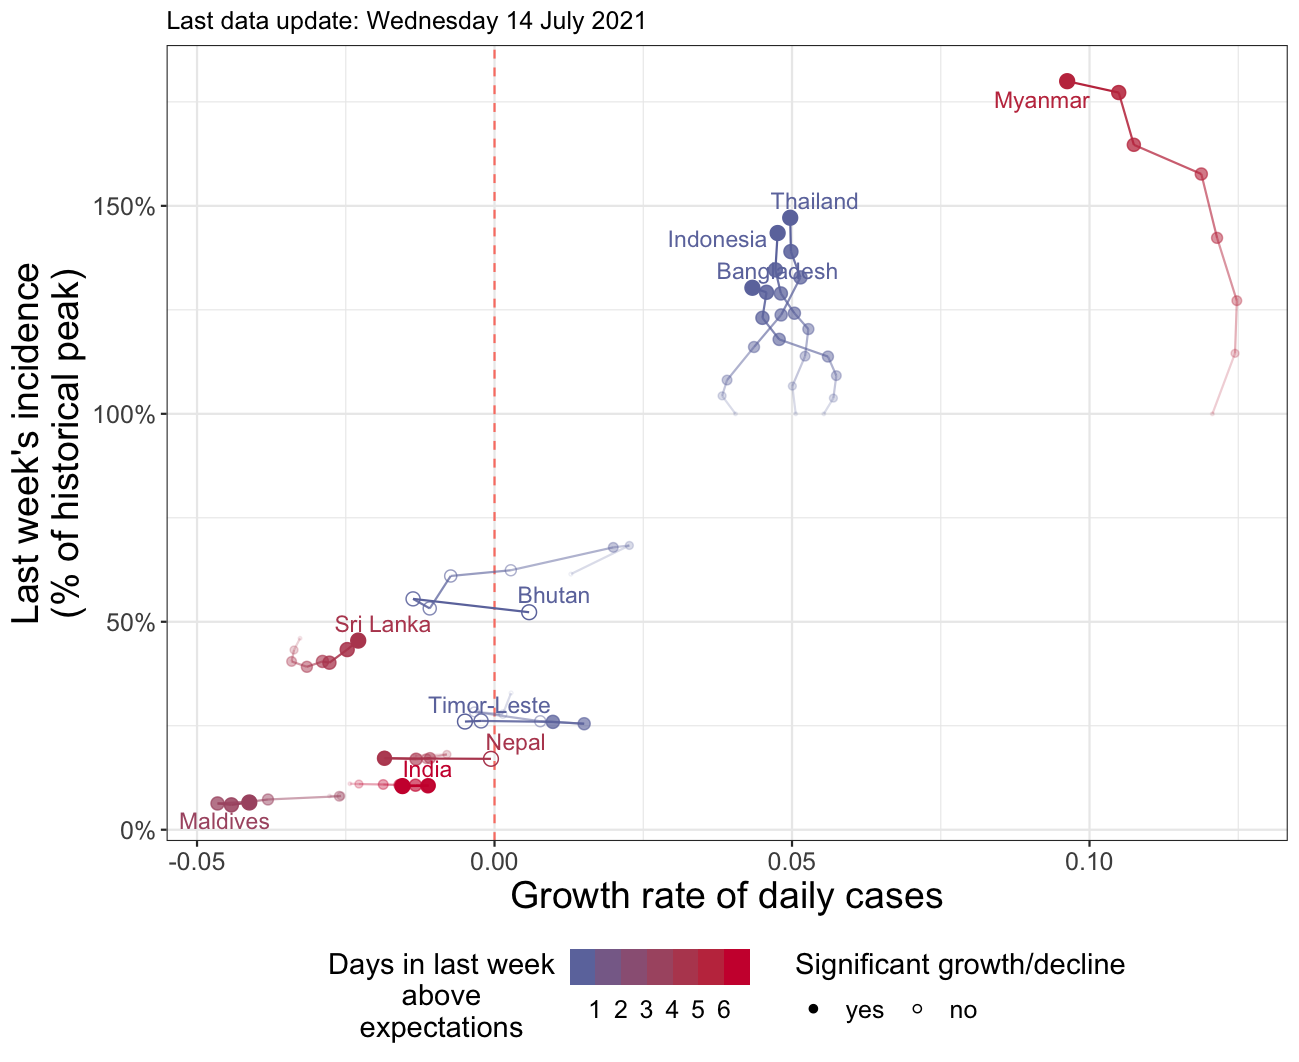 Last data update: Wednesday 14 July 2021
Last week's incidence
(% of historical peak)
150%
100%
50%
0%
Myanmar
Thailand
Indonesia
Bangladesh
Bhutan
Sri Lanka
Timor-Leste
Nepal
India
Maldives
-0.05 0.00 0.05 0.10
Growth rate of daily cases
Days in last week
above
expectations
1 2 3 4 5 6
Significant growth/decline
yes no